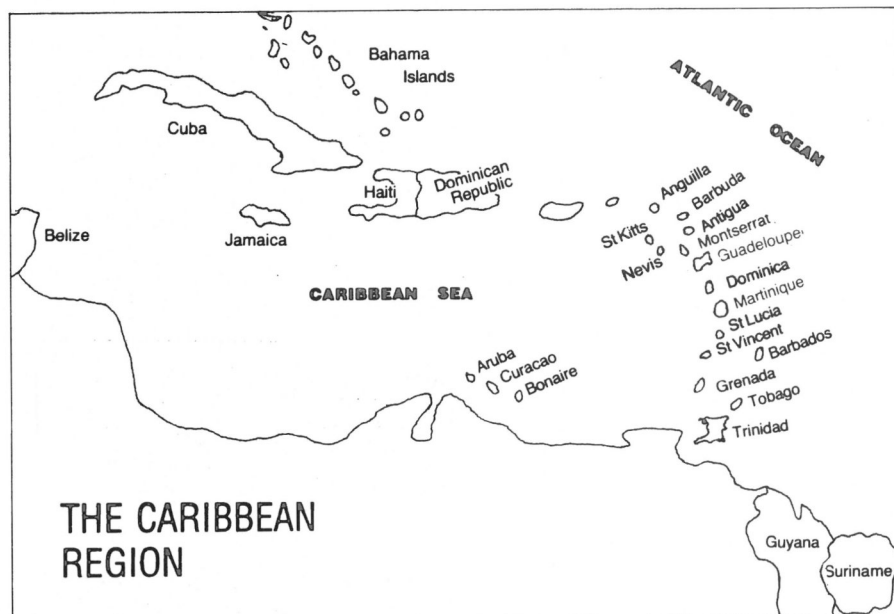 Bahama
Islands
ATLANTIC OCEAN
Cuba
Haiti
Dominican
Republic
Anguilla
Barbuda
Antigua
St Kitts
Montserrat
Nevis
Guadeloupe
Belize
Jamaica
Dominica
CARIBBEAN SEA
Martinique
St Lucia
St Vincent
Barbados
Aruba
Curacao
Bonaire
Grenada
Tobago
Trinidad
THE CARIBBEAN
REGION
Guyana
Suriname